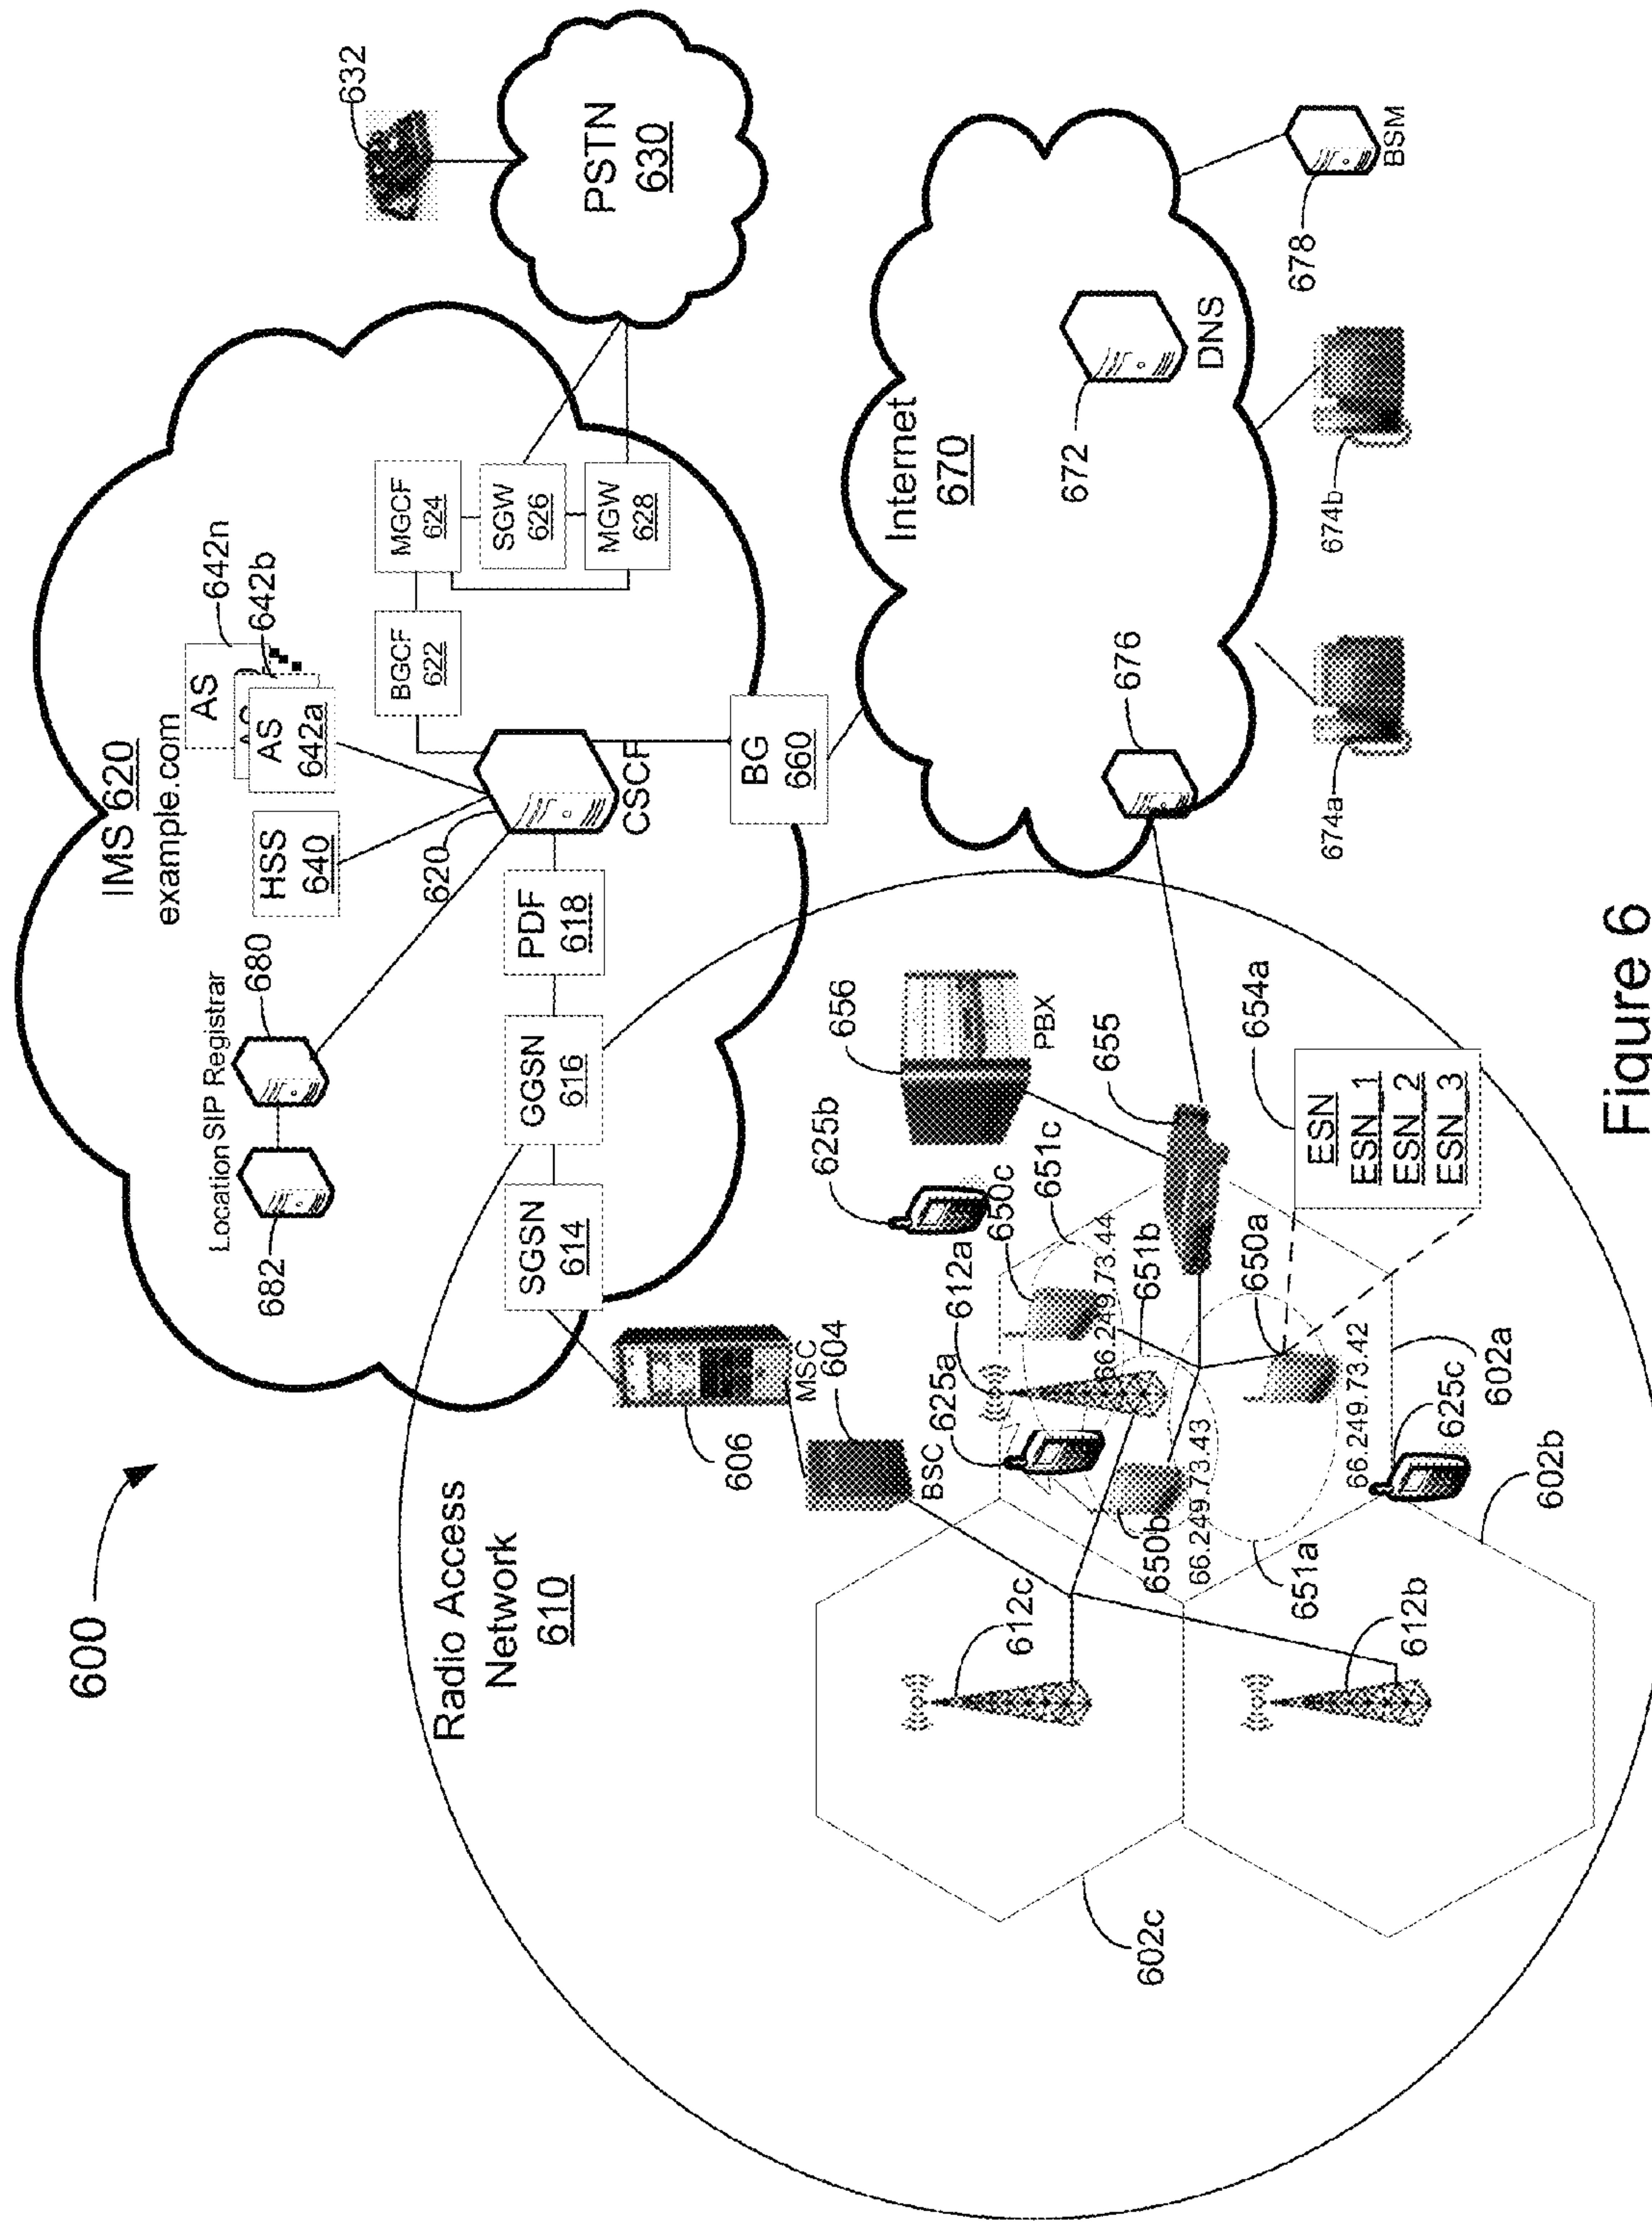 600
IMS 620
example.com
Location
SIP Registrar
682
680
HSS
640
AS
642n
AS
642a
642b
620
CSCF
BGCF
622
MGCF
624
SGW
626
MGW
628
SGSN
614
GGSN
616
PDF
618
BG
660
632
PSTN
630
Radio Access
Network
610
606
MSC
604
BSC
612c
612a
625a
625b
650c
651c
656
PBX
66.249.73.44
651b
655
650b
66.249.73.43
650a
66.249.73.42
654a
ESN
ESN_1
ESN_2
ESN_3
651a
612b
602c
625c
602a
602b
Internet
670
676
672
DNS
674a
674b
678
BSM
Figure 6